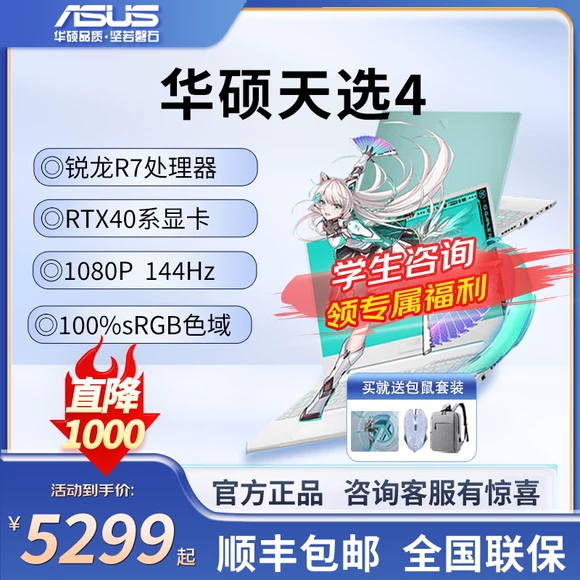 ASUS
华硕品质·坚若磐石
华硕天选4
◎锐龙R7处理器
◎RTX40系显卡
◎1080P 144Hz
◎100%sRGB色域
学生咨询
领专属福利
买就送包鼠套装
直降
1000
活动到手价:
¥5299起
官方正品 咨询客服有惊喜
顺丰包邮 全国联保